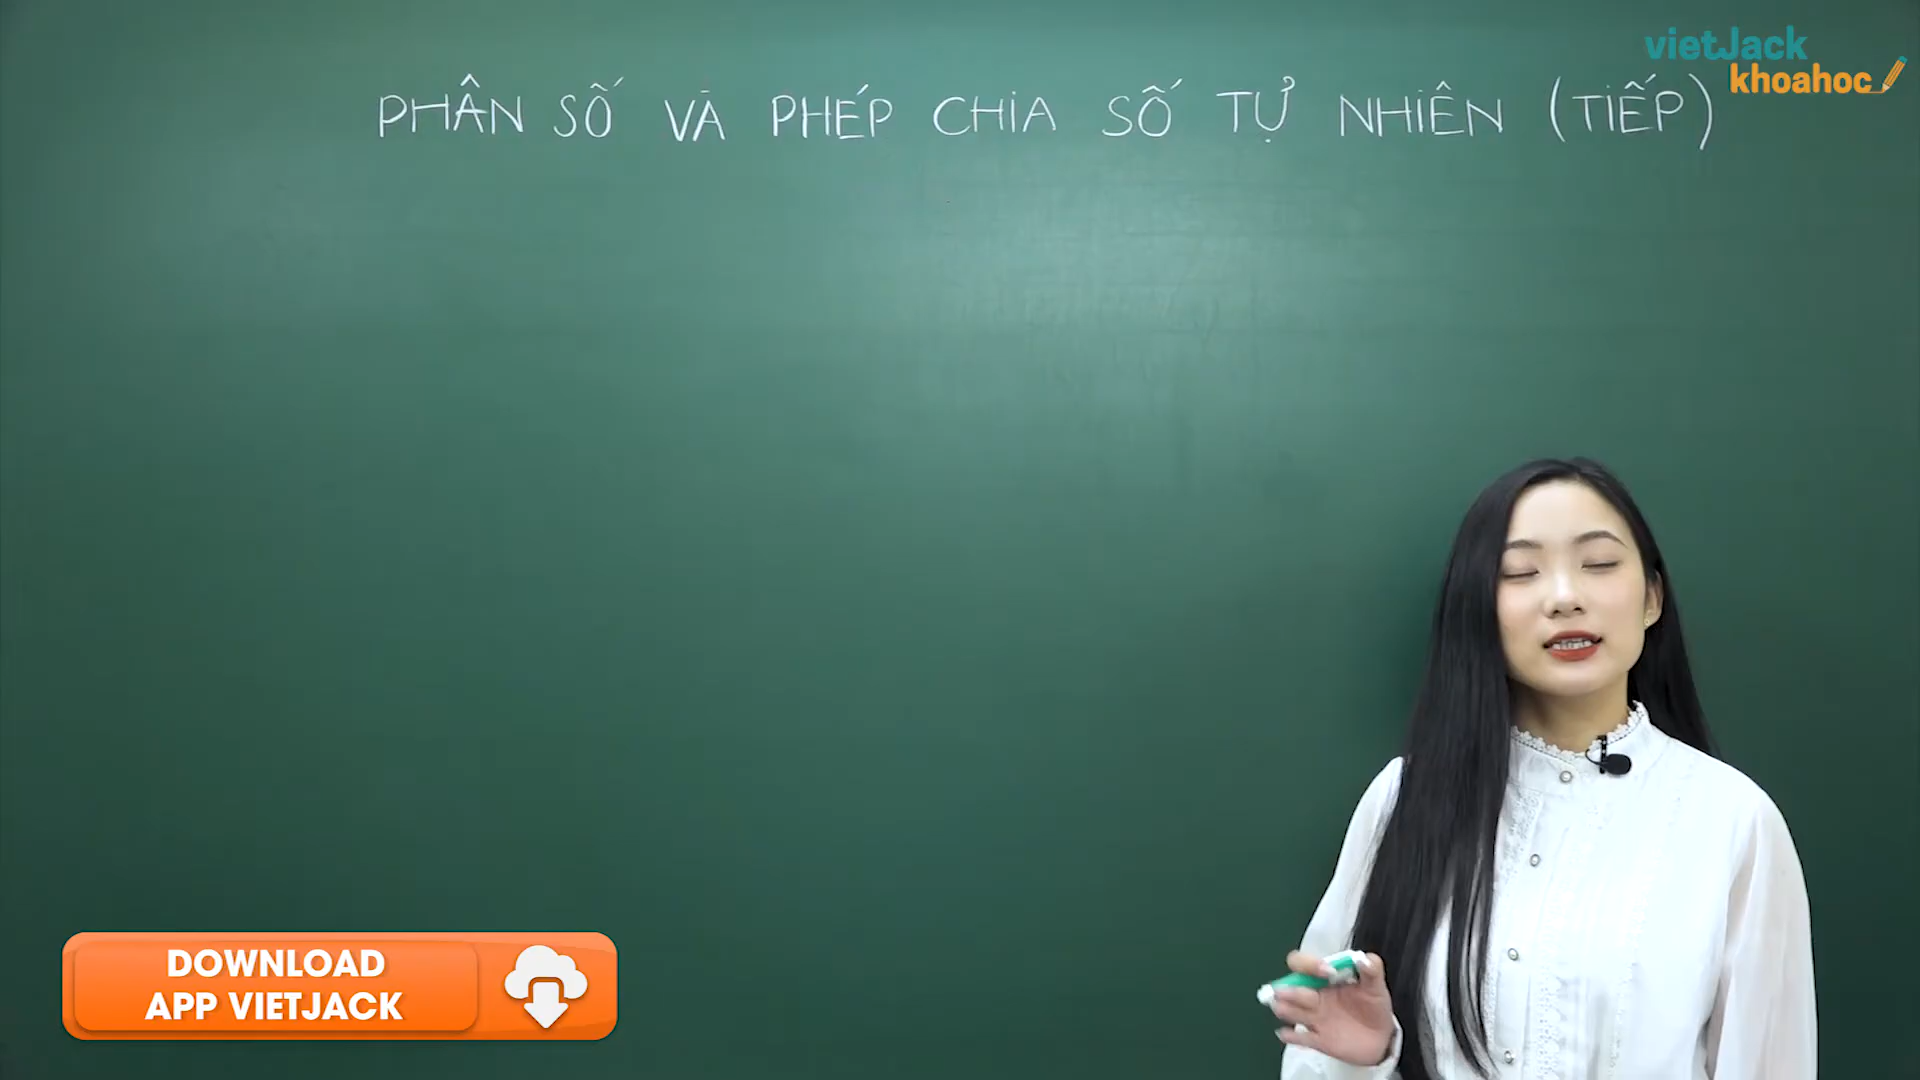 vietJack
khoahoc
PHÂN SỐ VÀ PHÉP CHIA SỐ TỰ NHIÊN (TIẾP)
DOWNLOAD
APP VIETJACK